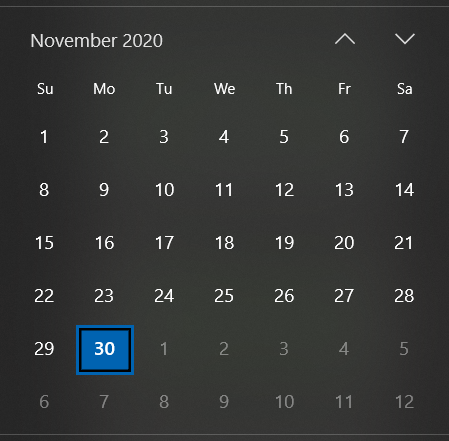 November 2020
Su Mo Tu We Th Fr Sa
1 2 3 4 5 6 7
8 9 10 11 12 13 14
15 16 17 18 19 20 21
22 23 24 25 26 27 28
29 30 1 2 3 4 5
6 7 8 9 10 11 12